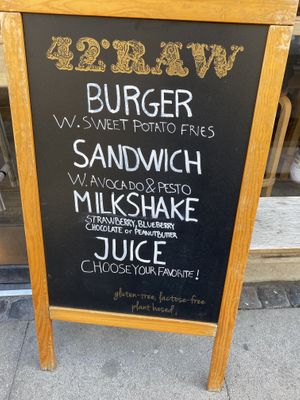 42°RAW
BURGER
W. SWEET POTATO FRIES
SANDWICH
W. AVOCADO & PESTO
MILKSHAKE
STRAWBERRY, BLUEBERRY
CHOCOLATE OR PEANUTBUTTER
JUICE
CHOOSE YOUR FAVORITE!
gluten-free, lactose-free
plant based